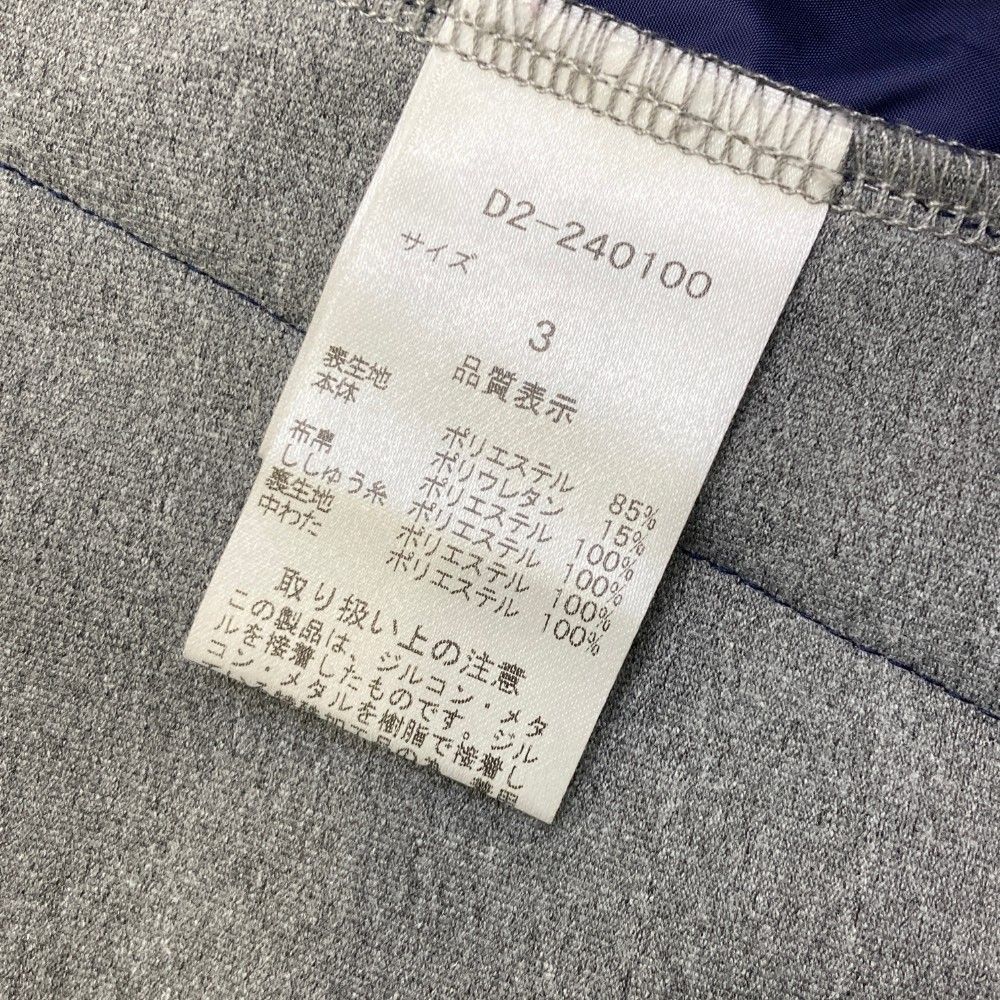 D2-240100
サイズ
3
品質表示
表生地
本体 ポリエステル 85%
ポリウレタン 15%
布帛 ポリエステル 100%
ししゅう糸 ポリエステル 100%
裏生地 ポリエステル 100%
中わた ポリエステル 100%
取り扱い上の注意
この製品は、ジルコン・メタ
ルを接着したものです。ジル
コン・メタルを樹脂で接着し